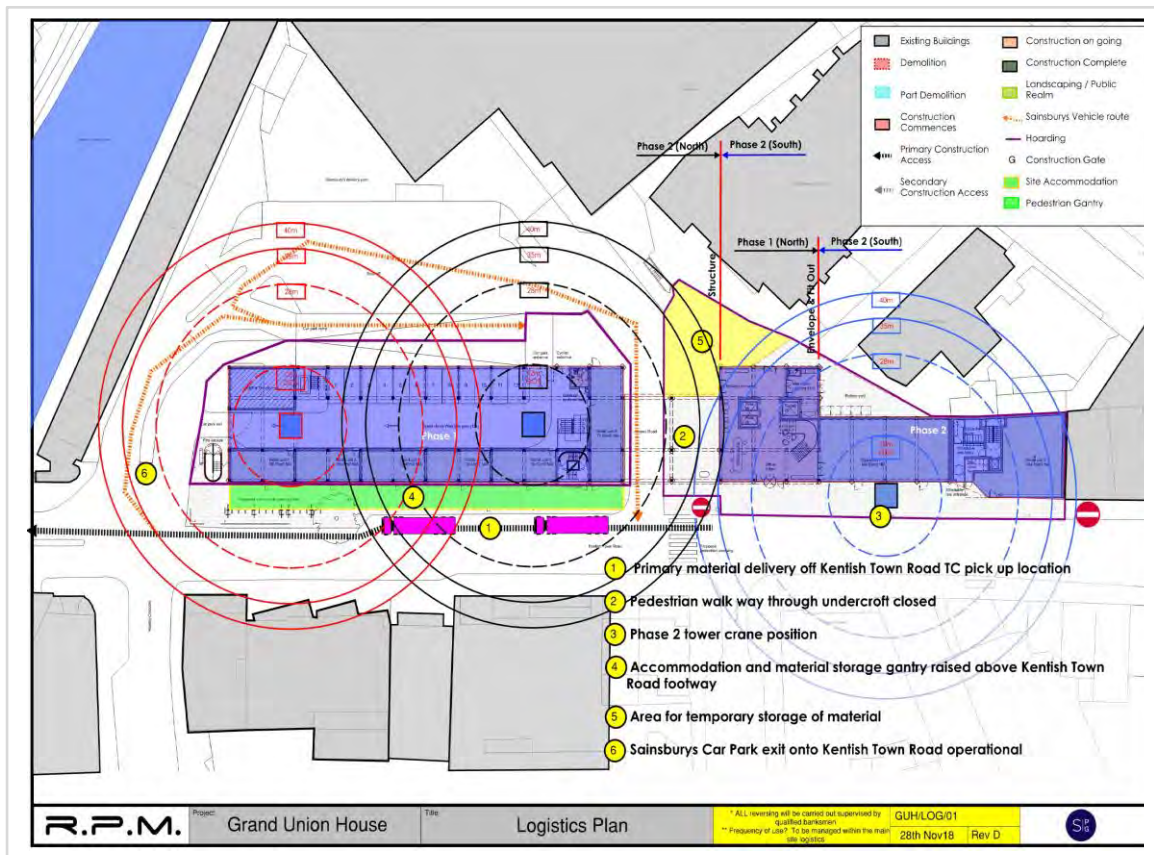 Existing Buildings
Construction on going
Demolition
Construction Complete
Part Demolition
Landscaping / Public
Realm
Construction
Commences
Sainsburys Vehicle route
Hoarding
Primary Construction
Access
G Construction Gate
Secondary
Construction Access
Site Accommodation
Pedestrian Gantry
Phase 2 (North)
Phase 2 (South)
Phase 1 (North)
Phase 2 (South)
Structure
Envelope & Fit Out
40m
28m
40m
35m
28m
40m
35m
28m
Phase 1
Phase 2
5
2
6
4
1
3
1 Primary material delivery off Kentish Town Road TC pick up location
2 Pedestrian walk way through undercroft closed
3 Phase 2 tower crane position
4 Accommodation and material storage gantry raised above Kentish Town
Road footway
5 Area for temporary storage of material
6 Sainsburys Car Park exit onto Kentish Town Road operational
R.P.M.
Project
Grand Union House
Title
Logistics Plan
* ALL reversing will be carried out supervised by
qualified banksmen
** Frequency of use? To be managed within the main
site logistics
GUH/LOG/01
28th Nov18
Rev D